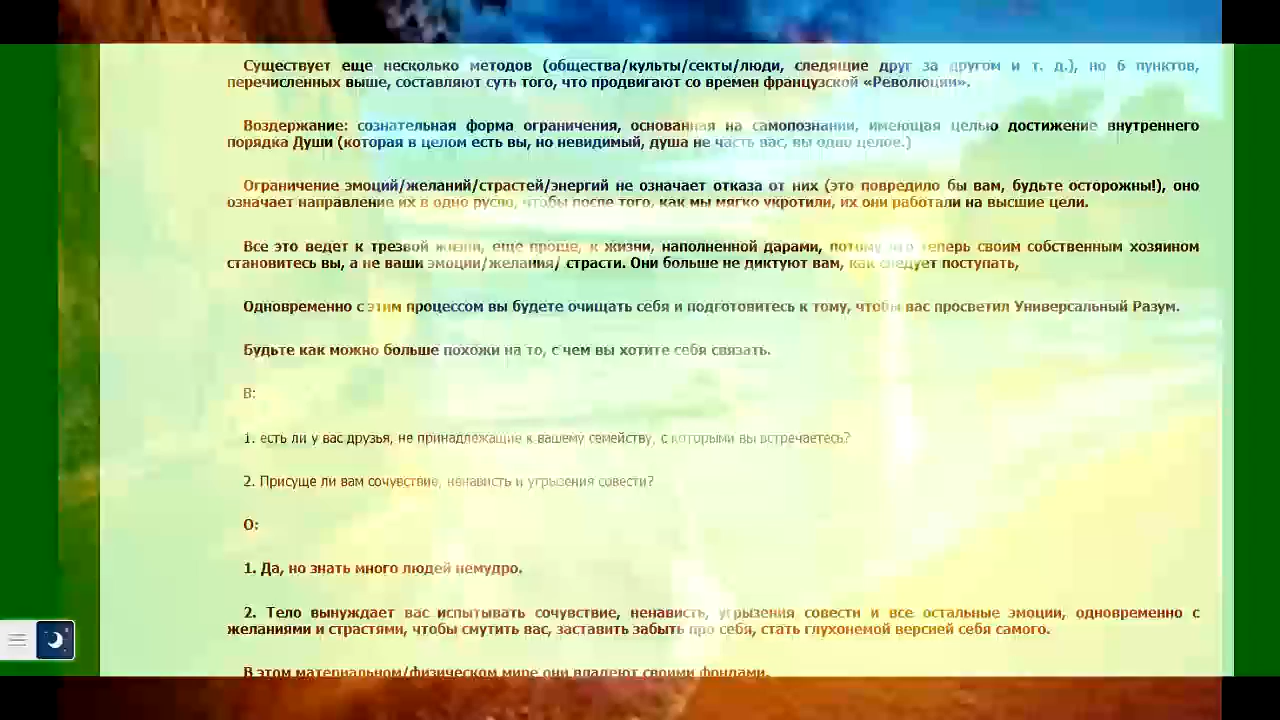 Существует еще несколько методов (общества/культы/секты/люди, следящие друг за другом и т. д.), но 6 пунктов,
перечисленных выше, составляют суть того, что продвигают со времен французской «Революции».
Воздержание: сознательная форма ограничения, основанная на самопознании, имеющая целью достижение внутреннего
порядка Души (которая в целом есть вы, но невидимый, душа не часть вас, вы одно целое.)
Ограничение эмоций/желаний/страстей/энергий не означает отказа от них (это повредило бы вам, будьте осторожны!), оно
означает направление их в одно русло, чтобы после того, как мы мягко укротили, их они работали на высшие цели.
Все это ведет к трезвой жизни, еще проще, к жизни, наполненной дарами, потому что теперь своим собственным хозяином
становитесь вы, а не ваши эмоции/желания/ страсти. Они больше не диктуют вам, как следует поступать,
Одновременно с этим процессом вы будете очищать себя и подготовитесь к тому, чтобы вас просветил Универсальный Разум.
Будьте как можно больше похожи на то, с чем вы хотите себя связать.
В:
1. есть ли у вас друзья, не принадлежащие к вашему семейству, с которыми вы встречаетесь?
2. Присуще ли вам сочувствие, ненависть и угрызения совести?
О:
1. Да, но знать много людей немудро.
2. Тело вынуждает вас испытывать сочувствие, ненависть, угрызения совести и все остальные эмоции, одновременно с
желаниями и страстями, чтобы смутить вас, заставить забыть про себя, стать глухонемой версией себя самого.
В этом материальном/физическом мире они владеют своими фондами.